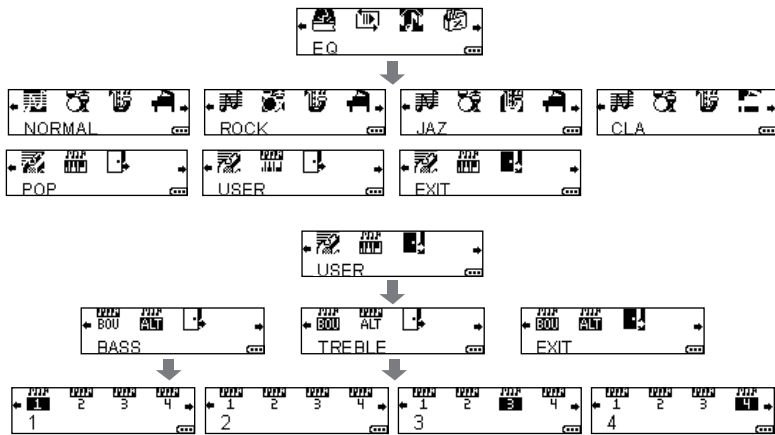 EQ
NORMAL
ROCK
JAZ
CLA
POP
USER
EXIT
USER
BOU ALT
BASS
BOU ALT
TREBLE
BOU ALT
EXIT
1 2 3 4
1
1 2 3 4
2
1 2 3 4
3
1 2 3 4
4